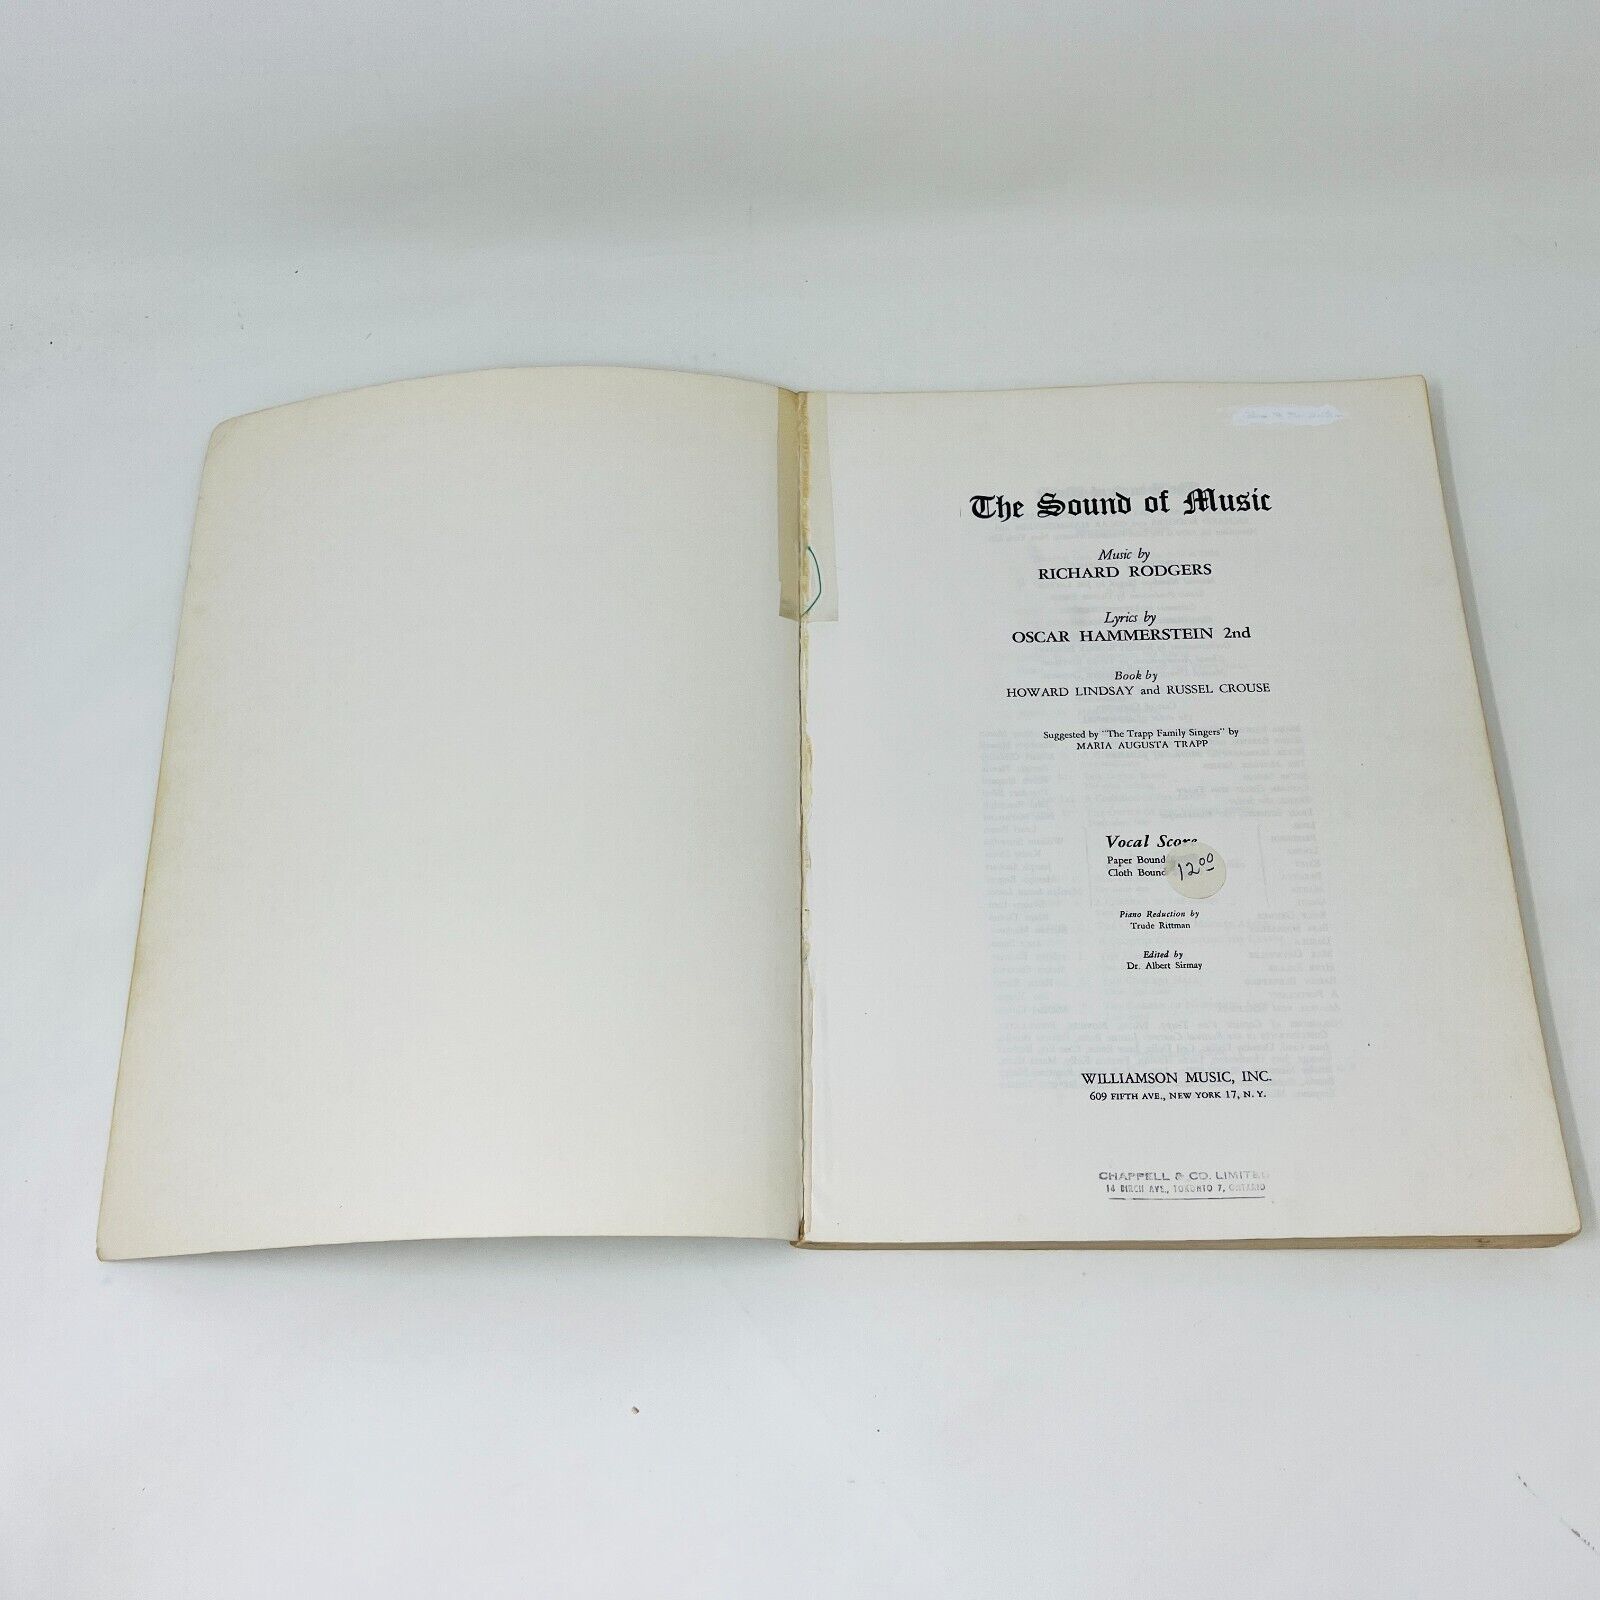 The Sound of Music
Music by
RICHARD RODGERS
Lyrics by
OSCAR HAMMERSTEIN 2nd
Book by
HOWARD LINDSAY and RUSSEL CROUSE
Suggested by "The Trapp Family Singers" by
MARIA AUGUSTA TRAPP
Vocal Score
Paper Bound
Cloth Bound 12.00
Piano Reduction by
Trude Rittman
Edited by
Dr. Albert Sirmay
WILLIAMSON MUSIC, INC.
609 FIFTH AVE., NEW YORK 17, N. Y.
CHAPPELL & CO. LIMITED
14 BIRCH AVE., TORONTO 7, ONTARIO